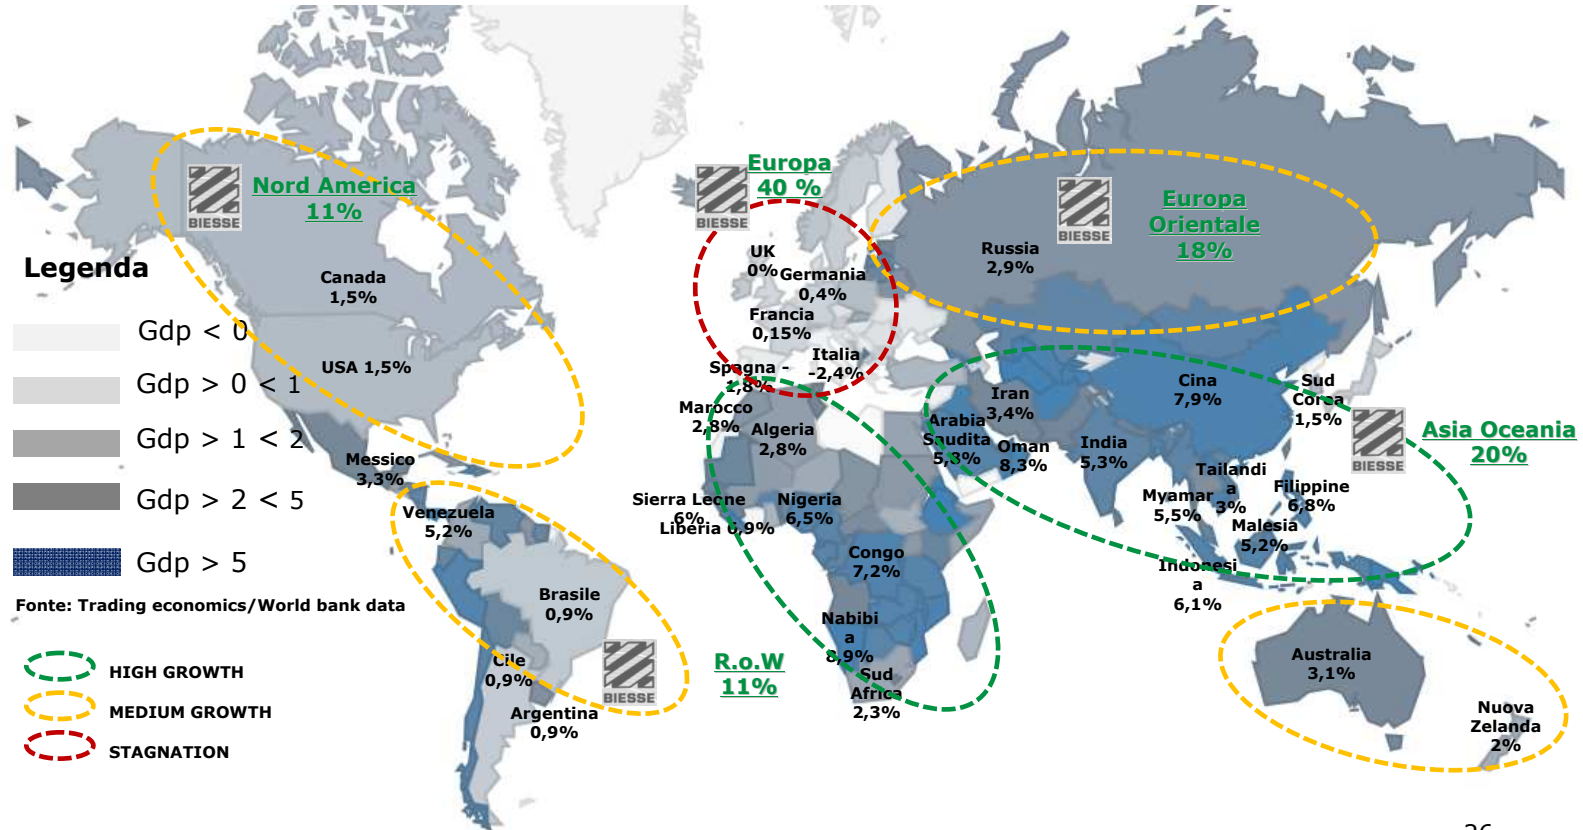 Nord America
11%
BIESSE
Europa
40 %
BIESSE
Europa
Orientale
18%
BIESSE
Legenda
Gdp < 0
Gdp > 0 < 1
Gdp > 1 < 2
Gdp > 2 < 5
Gdp > 5
Fonte: Trading economics/World bank data
HIGH GROWTH
MEDIUM GROWTH
STAGNATION
Canada
1,5%
USA 1,5%
Messico
3,3%
Venezuela
5,2%
Brasile
0,9%
Cile
0,9%
Argentina
0,9%
BIESSE
R.o.W
11%
UK
0%
Germania
0,4%
Francia
0,15%
Italia
-2,4%
Spagna -
1,8%
Marocco
2,8%
Algeria
2,8%
Sierra Leone
6%
Liberia 6,9%
Nigeria
6,5%
Congo
7,2%
Nabibi
a
8,9%
Sud
Africa
2,3%
Russia
2,9%
Iran
3,4%
Arabia
Saudita
5,8%
Oman
8,3%
India
5,3%
Cina
7,9%
Sud
Corea
1,5%
BIESSE
Asia Oceania
20%
Tailandi
a
3%
Myamar
5,5%
Filippine
6,8%
Malesia
5,2%
Indonesi
a
6,1%
Australia
3,1%
Nuova
Zelanda
2%